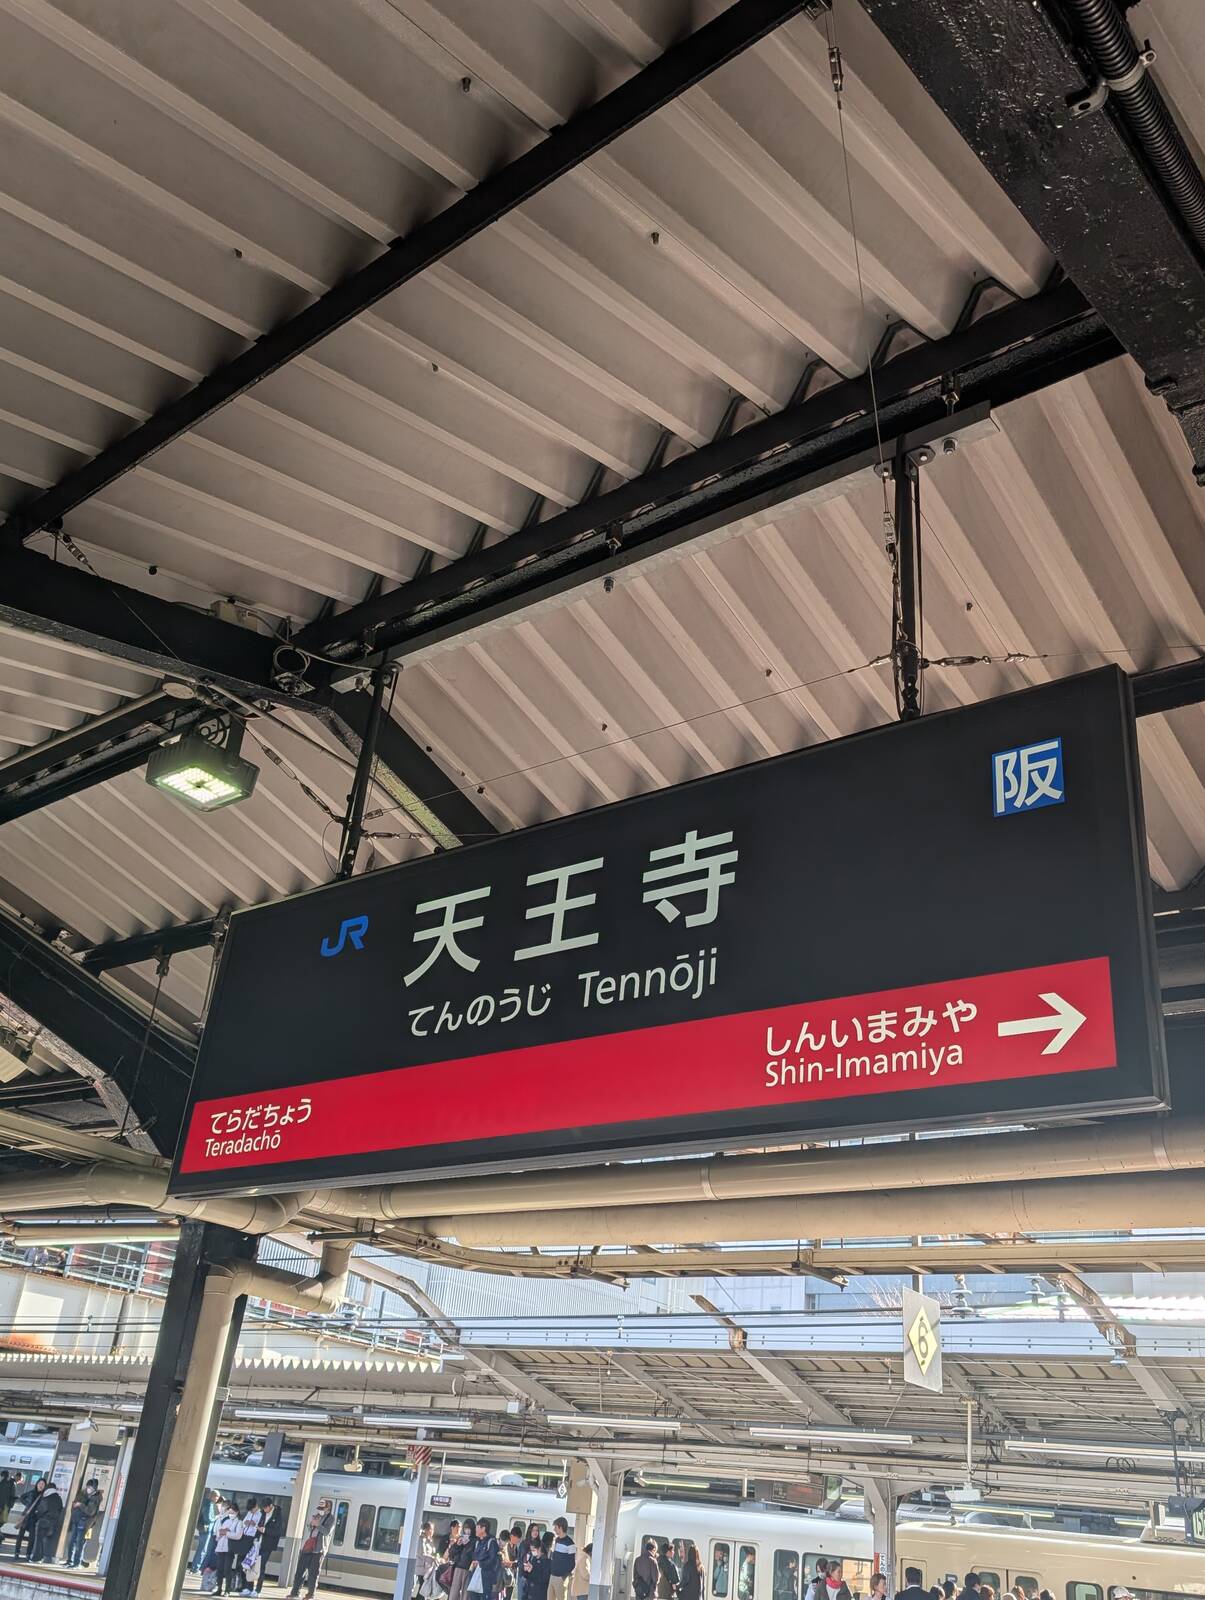 阪
JR
天王寺
てんのうじ Tennōji
しんいまみや
Shin-Imamiya
てらだちょう
Teradachō
6